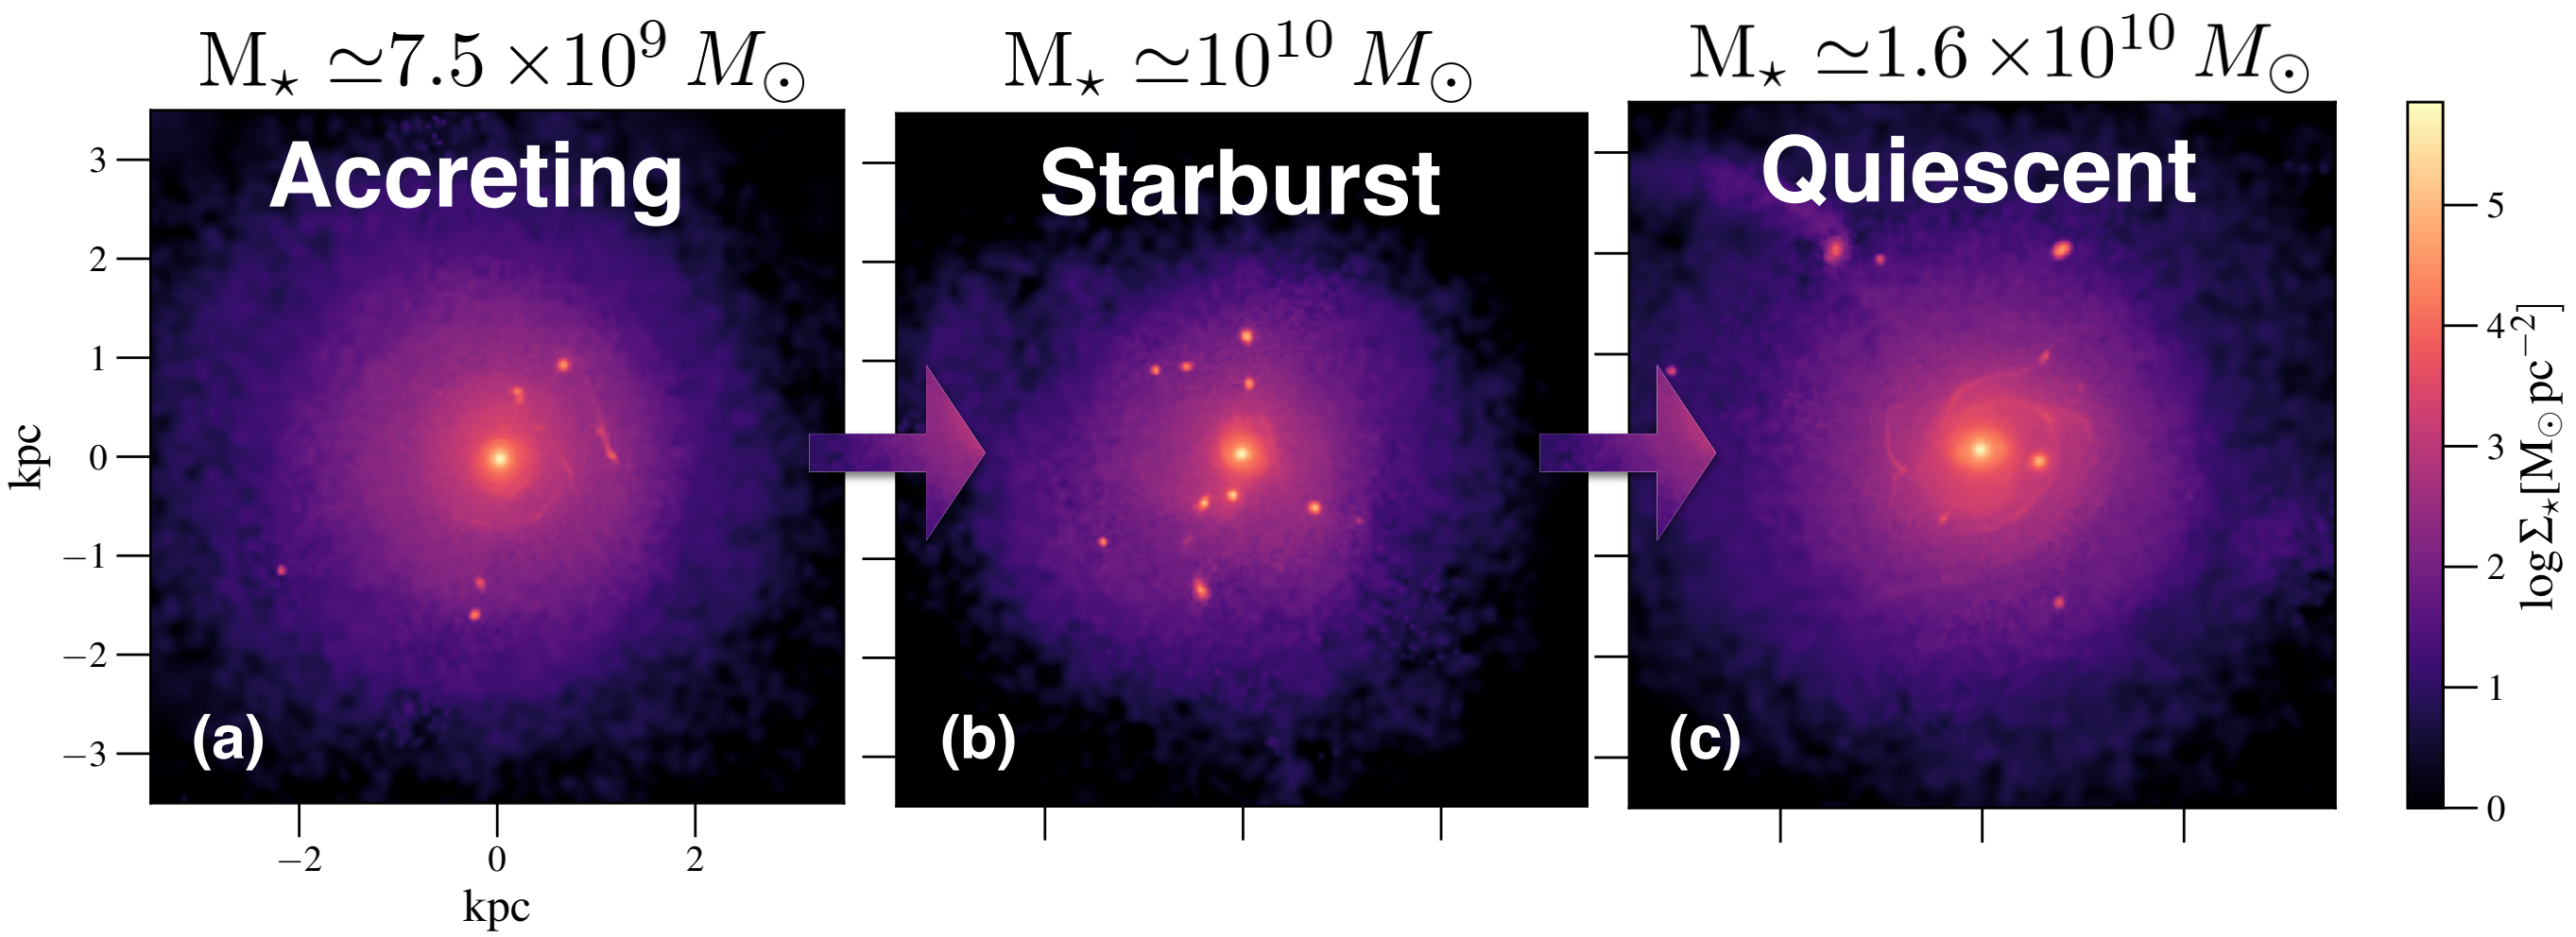 M⋆ ≃7.5 ×10⁹ M☉
M⋆ ≃10¹⁰ M☉
M⋆ ≃1.6 ×10¹⁰ M☉
Accreting
Starburst
Quiescent
(a)
(b)
(c)
3
2
1
0
−1
−2
−3
kpc
−2
0
2
kpc
5
4
3
2
1
0
log Σ⋆[M☉pc⁻²]